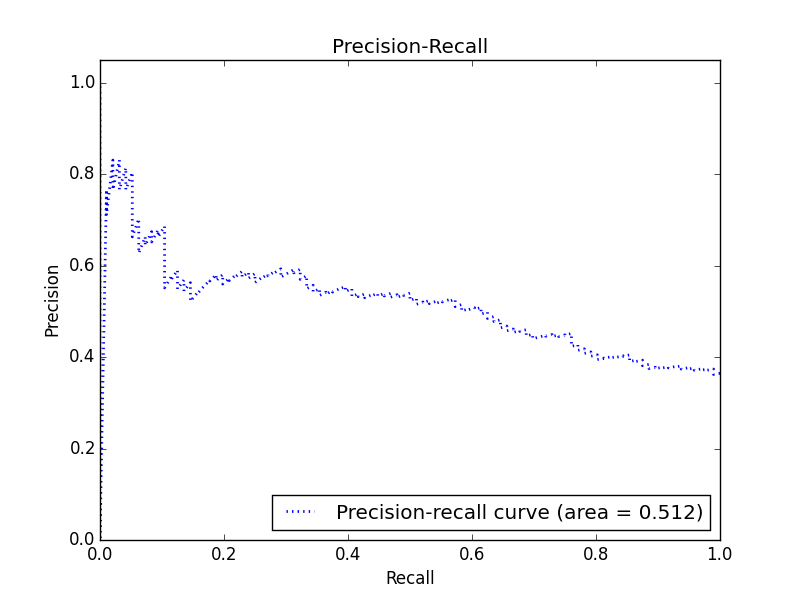 Precision-Recall
1.0
0.8
0.6
0.4
0.2
0.0
Precision
Precision-recall curve (area = 0.512)
0.0 0.2 0.4 0.6 0.8 1.0
Recall